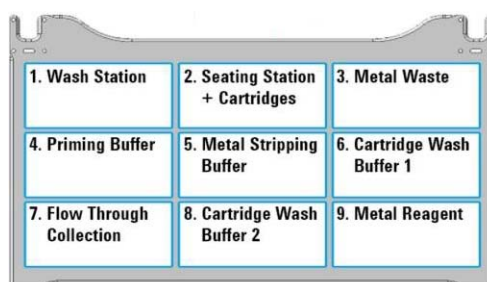 1. Wash Station
2. Seating Station
+ Cartridges
3. Metal Waste
4. Priming Buffer
5. Metal Stripping
Buffer
6. Cartridge Wash
Buffer 1
7. Flow Through
Collection
8. Cartridge Wash
Buffer 2
9. Metal Reagent